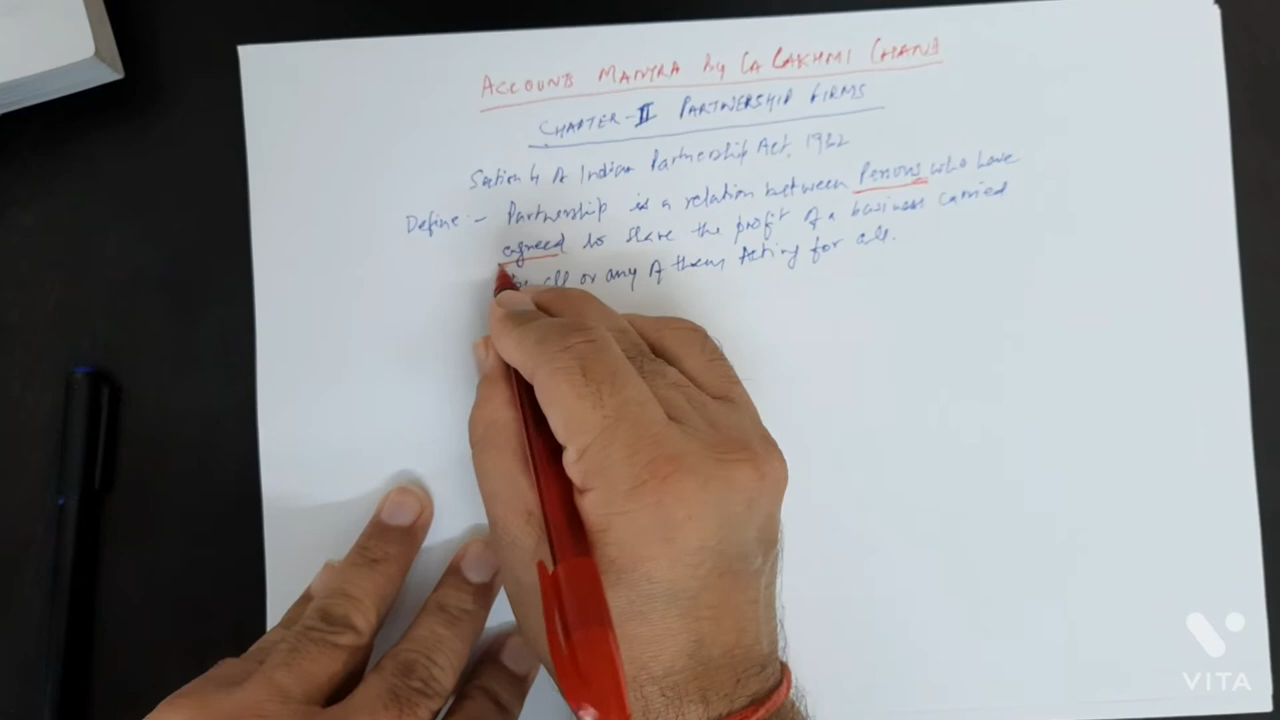 ACCOUNTS MANTRA By CA LAKHMI CHAND
CHAPTER-II PARTNERSHIP FIRMS
Section 4 of Indian Partnership Act, 1932
Define :- Partnership is a relation between Persons who have
agreed to share the profit of a business carried
by all or any of them Acting for all.
VITA